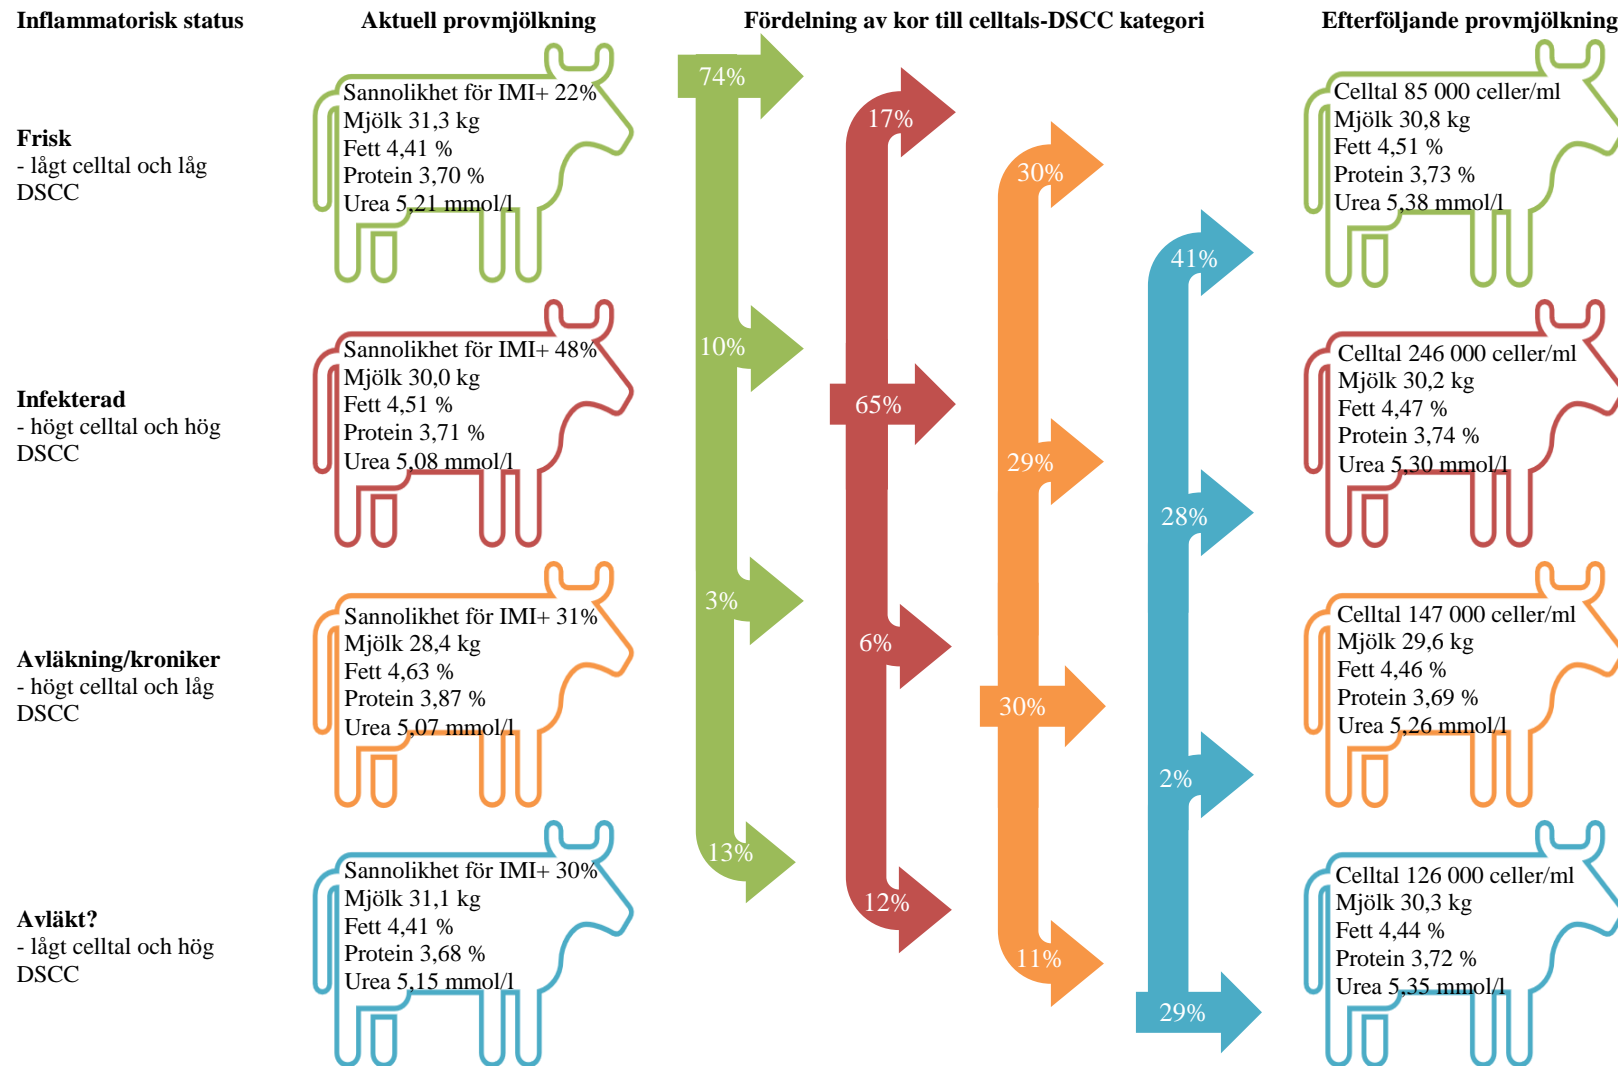 Inflammatorisk status
Aktuell provmjölkning
Fördelning av kor till celltals-DSCC kategori
Efterföljande provmjölkning
Frisk
- lågt celltal och låg
DSCC
Sannolikhet för IMI+ 22%
Mjölk 31,3 kg
Fett 4,41 %
Protein 3,70 %
Urea 5,21 mmol/l
74%
17%
30%
41%
Celltal 85 000 celler/ml
Mjölk 30,8 kg
Fett 4,51 %
Protein 3,73 %
Urea 5,38 mmol/l
Infekterad
- högt celltal och hög
DSCC
Sannolikhet för IMI+ 48%
Mjölk 30,0 kg
Fett 4,51 %
Protein 3,71 %
Urea 5,08 mmol/l
10%
65%
29%
28%
Celltal 246 000 celler/ml
Mjölk 30,2 kg
Fett 4,47 %
Protein 3,74 %
Urea 5,30 mmol/l
Avläkning/kroniker
- högt celltal och låg
DSCC
Sannolikhet för IMI+ 31%
Mjölk 28,4 kg
Fett 4,63 %
Protein 3,87 %
Urea 5,07 mmol/l
3%
6%
30%
2%
Celltal 147 000 celler/ml
Mjölk 29,6 kg
Fett 4,46 %
Protein 3,69 %
Urea 5,26 mmol/l
Avläkt?
- lågt celltal och hög
DSCC
Sannolikhet för IMI+ 30%
Mjölk 31,1 kg
Fett 4,41 %
Protein 3,68 %
Urea 5,15 mmol/l
13%
12%
11%
29%
Celltal 126 000 celler/ml
Mjölk 30,3 kg
Fett 4,44 %
Protein 3,72 %
Urea 5,35 mmol/l